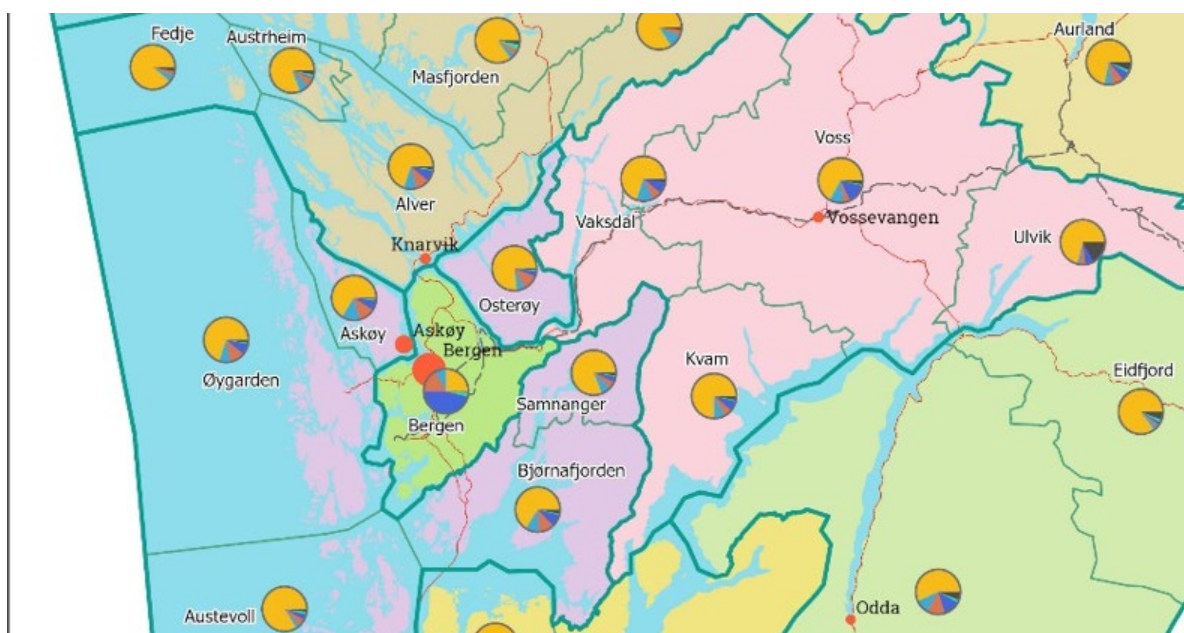 Fedje
Austrheim
Masfjorden
Aurland
Alver
Voss
Vaksdal
Vossevangen
Ulvik
Knarvik
Osterøy
Askøy
Askøy
Bergen
Øygarden
Samnanger
Kvam
Eidfjord
Bergen
Bjørnafjorden
Austevoll
Odda